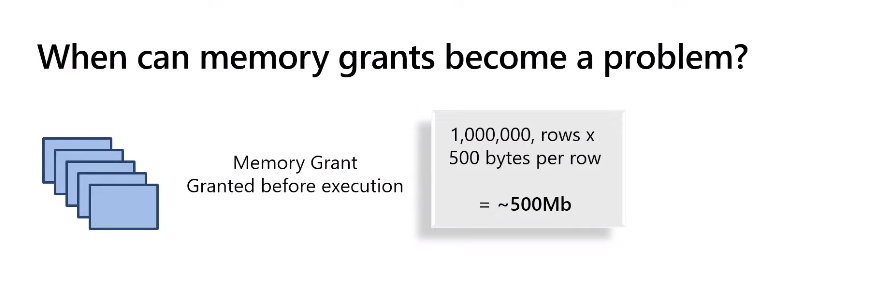 When can memory grants become a problem?
Memory Grant
Granted before execution
1,000,000, rows x
500 bytes per row
= ~500Mb